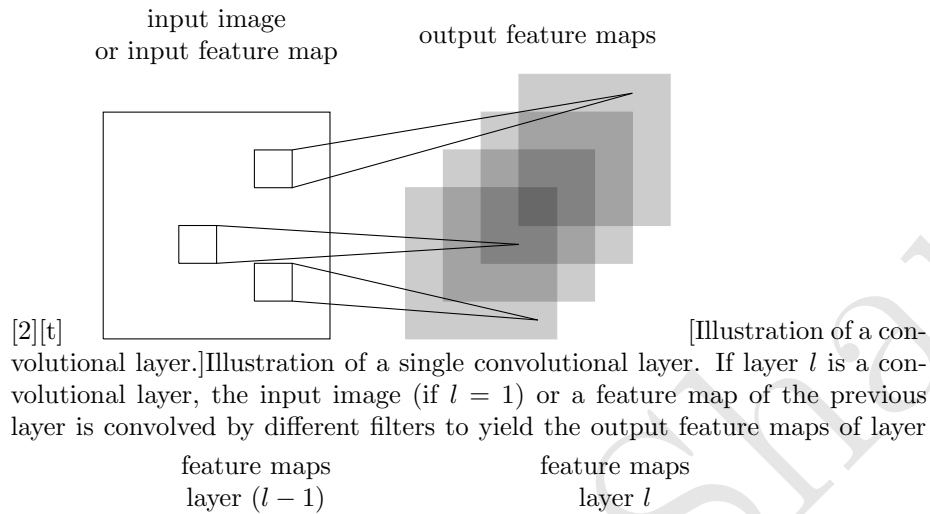 input image
or input feature map
output feature maps
[2][t]
[Illustration of a con-
volutional layer.]Illustration of a single convolutional layer. If layer l is a con-
volutional layer, the input image (if l = 1) or a feature map of the previous
layer is convolved by different filters to yield the output feature maps of layer
feature maps
layer (l − 1)
feature maps
layer l